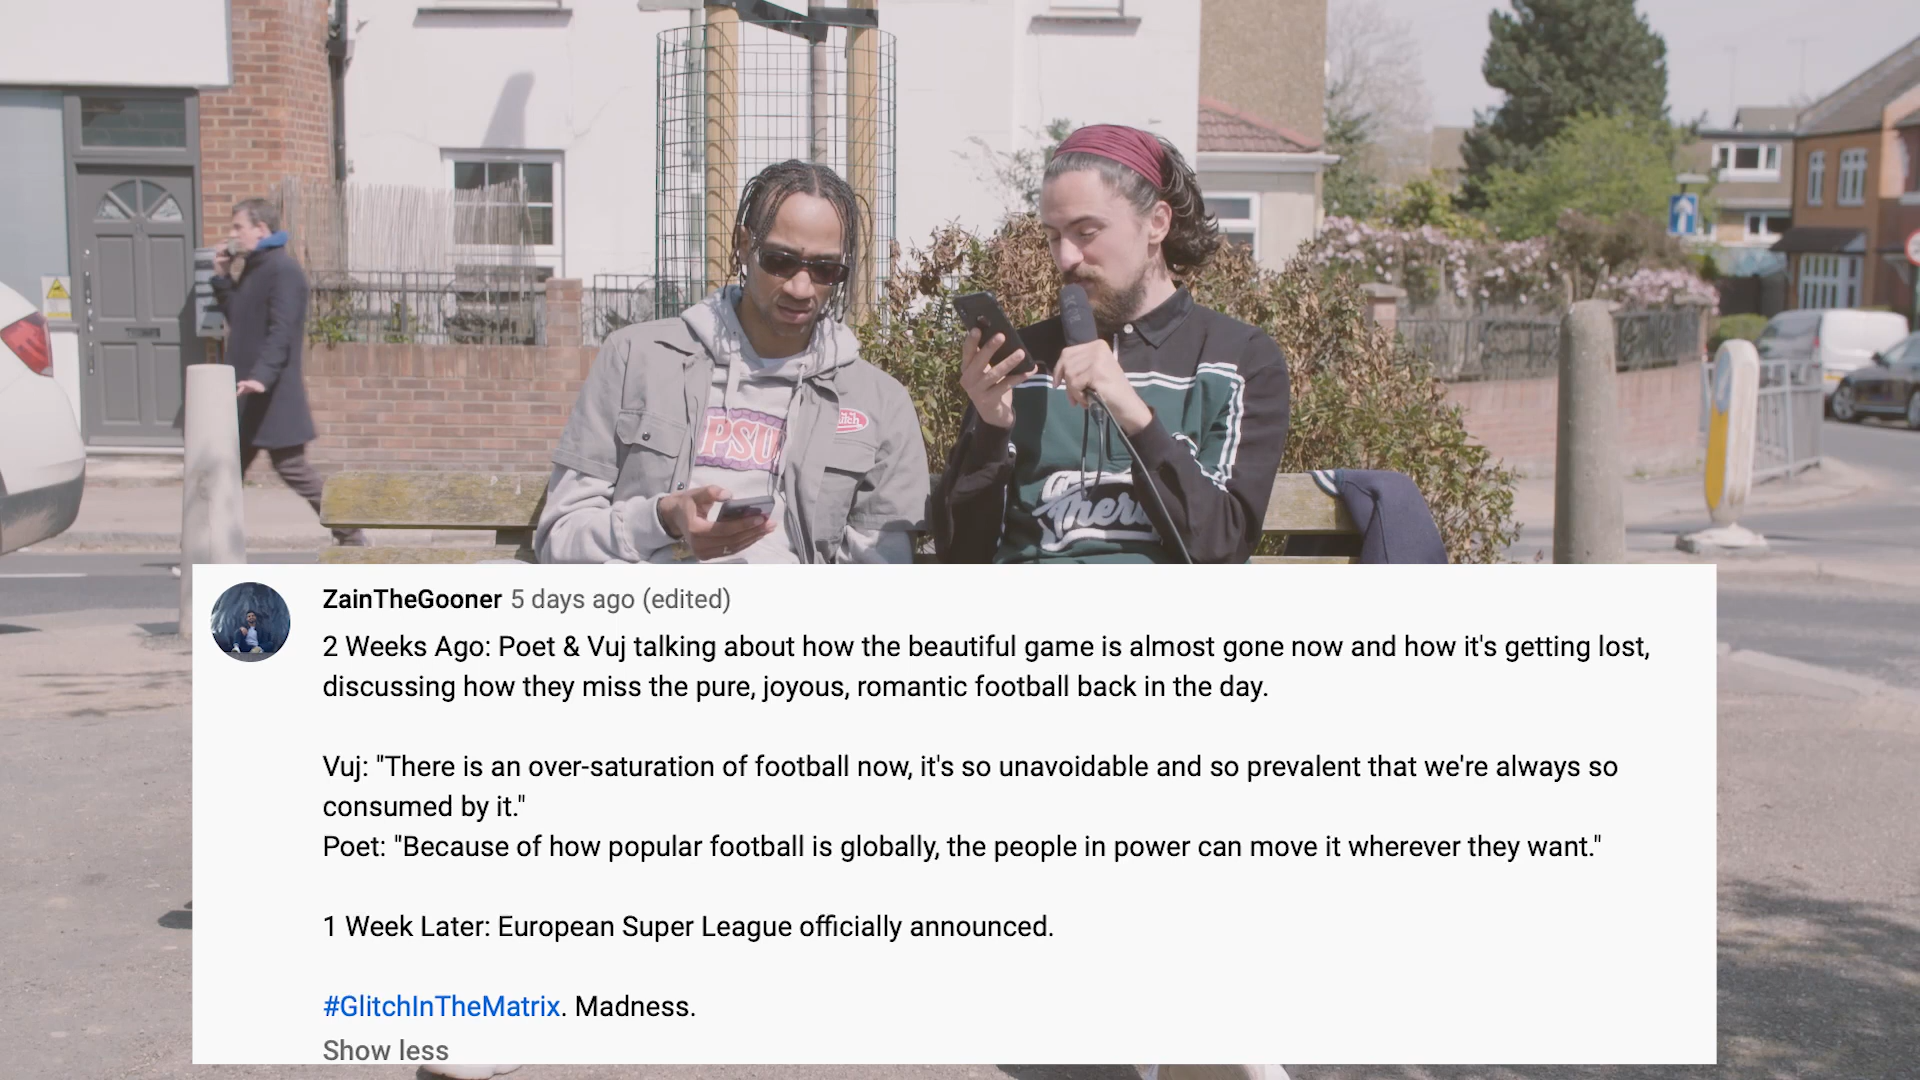 PSU
ZainTheGooner 5 days ago (edited)
2 Weeks Ago: Poet & Vuj talking about how the beautiful game is almost gone now and how it's getting lost,
discussing how they miss the pure, joyous, romantic football back in the day.
Vuj: "There is an over-saturation of football now, it's so unavoidable and so prevalent that we're always so
consumed by it."
Poet: "Because of how popular football is globally, the people in power can move it wherever they want."
1 Week Later: European Super League officially announced.
#GlitchInTheMatrix. Madness.
Show less